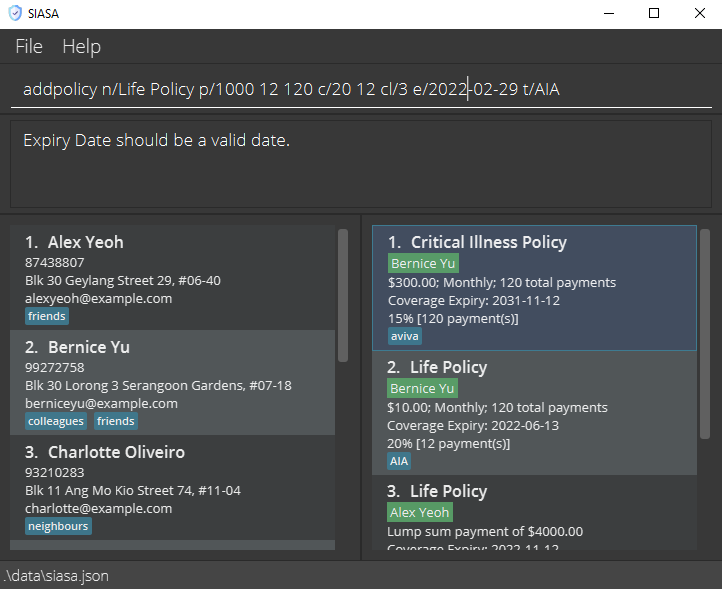 SIASA
File Help
addpolicy n/Life Policy p/1000 12 120 c/20 12 cl/3 e/2022-02-29 t/AIA
Expiry Date should be a valid date.
1. Alex Yeoh
87438807
Blk 30 Geylang Street 29, #06-40
alexyeoh@example.com
friends
2. Bernice Yu
99272758
Blk 30 Lorong 3 Serangoon Gardens, #07-18
berniceyu@example.com
colleagues friends
3. Charlotte Oliveiro
93210283
Blk 11 Ang Mo Kio Street 74, #11-04
charlotte@example.com
neighbours
1. Critical Illness Policy
Bernice Yu
$300.00; Monthly; 120 total payments
Coverage Expiry: 2031-11-12
15% [120 payment(s)]
aviva
2. Life Policy
Bernice Yu
$10.00; Monthly; 120 total payments
Coverage Expiry: 2022-06-13
20% [12 payment(s)]
AIA
3. Life Policy
Alex Yeoh
Lump sum payment of $4000.00
Coverage Expiry: 2022-11-12
.\data\siasa.json